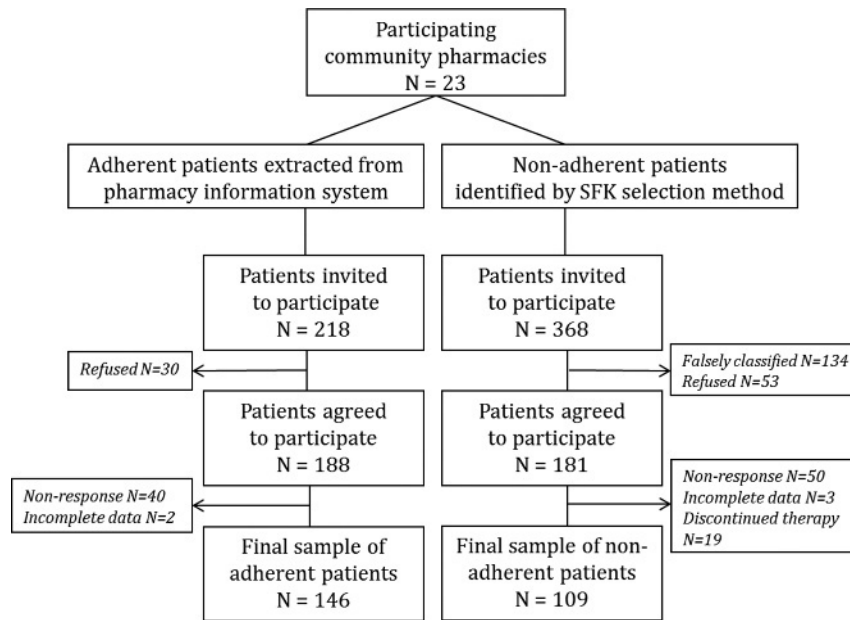 Participating
community pharmacies
N = 23
Adherent patients extracted from
pharmacy information system
Non-adherent patients
identified by SFK selection method
Patients invited
to participate
N = 218
Patients invited
to participate
N = 368
Refused N=30
Falsely classified N=134
Refused N=53
Patients agreed
to participate
N = 188
Patients agreed
to participate
N = 181
Non-response N=40
Incomplete data N=2
Non-response N=50
Incomplete data N=3
Discontinued therapy
N=19
Final sample of
adherent patients
N = 146
Final sample of non-
adherent patients
N = 109